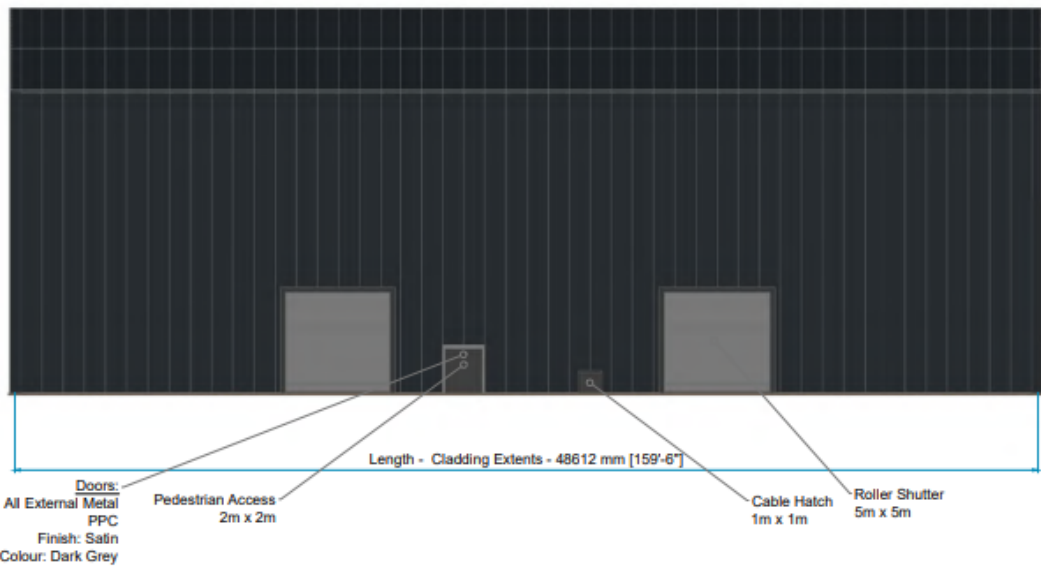 Length -  Cladding Extents - 48612 mm [159'-6"]
Doors:
All External Metal
PPC
Finish: Satin
Colour: Dark Grey
Pedestrian Access
2m x 2m
Cable Hatch
1m x 1m
Roller Shutter
5m x 5m